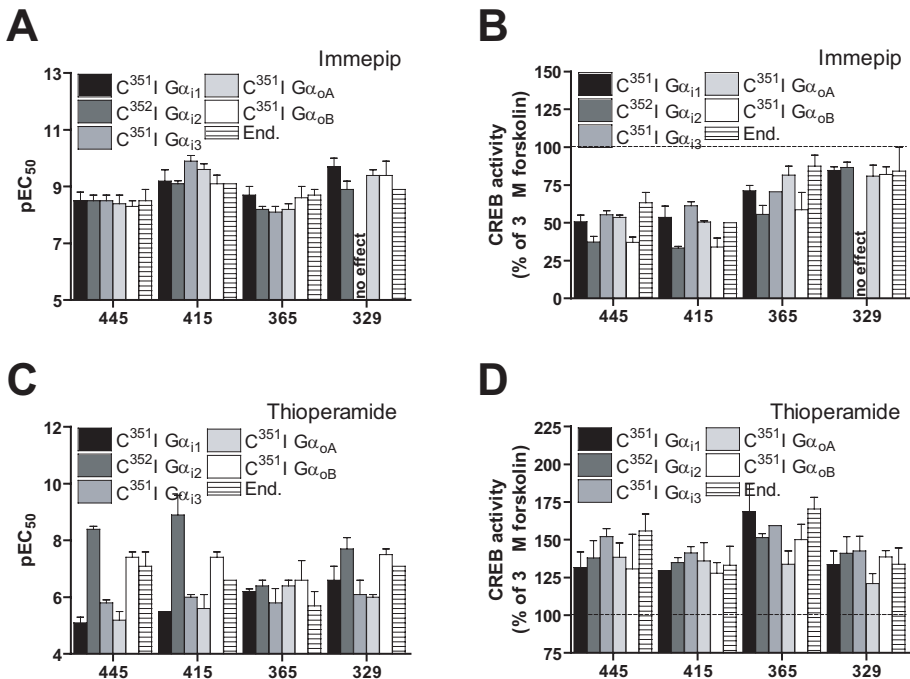 A
Immepip
pEC50
13
11
9
7
5
C351I Gαi1
C352I Gαi2
C351I Gαi3
C351I GαoA
C351I GαoB
End.
no effect
445 415 365 329
B
Immepip
CREB activity
(% of 3 M forskolin)
150
125
100
75
50
25
0
C351I Gαi1
C352I Gαi2
C351I Gαi3
C351I GαoA
C351I GαoB
End.
no effect
445 415 365 329
C
Thioperamide
pEC50
12
10
8
6
4
C351I Gαi1
C352I Gαi2
C351I Gαi3
C351I GαoA
C351I GαoB
End.
445 415 365 329
D
Thioperamide
CREB activity
(% of 3 M forskolin)
225
200
175
150
125
100
75
C351I Gαi1
C352I Gαi2
C351I Gαi3
C351I GαoA
C351I GαoB
End.
445 415 365 329